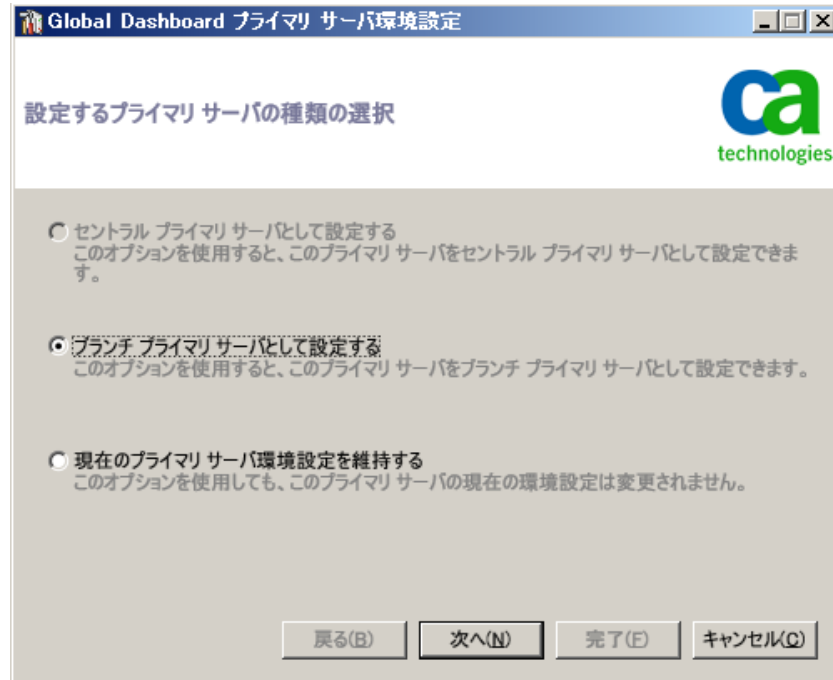 Global Dashboard プライマリ サーバ環境設定
設定するプライマリ サーバの種類の選択
ca
technologies
セントラル プライマリ サーバとして設定する
このオプションを使用すると、このプライマリ サーバをセントラル プライマリ サーバとして設定できま
す。
ブランチ プライマリ サーバとして設定する
このオプションを使用すると、このプライマリ サーバをブランチ プライマリ サーバとして設定できます。
現在のプライマリ サーバ環境設定を維持する
このオプションを使用しても、このプライマリ サーバの現在の環境設定は変更されません。
戻る(B)
次へ(N)
完了(F)
キャンセル(C)